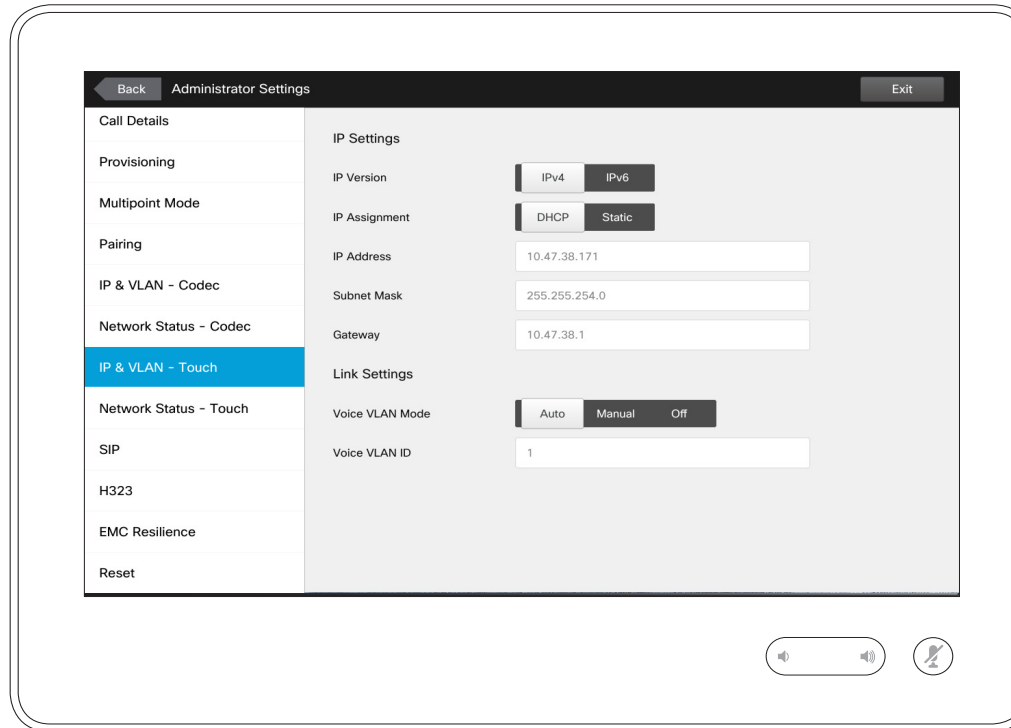 Back
Administrator Settings
Exit
Call Details
Provisioning
Multipoint Mode
Pairing
IP & VLAN - Codec
Network Status - Codec
IP & VLAN - Touch
Network Status - Touch
SIP
H323
EMC Resilience
Reset
IP Settings
IP Version IPv4 IPv6
IP Assignment DHCP Static
IP Address 10.47.38.171
Subnet Mask 255.255.254.0
Gateway 10.47.38.1
Link Settings
Voice VLAN Mode Auto Manual Off
Voice VLAN ID 1